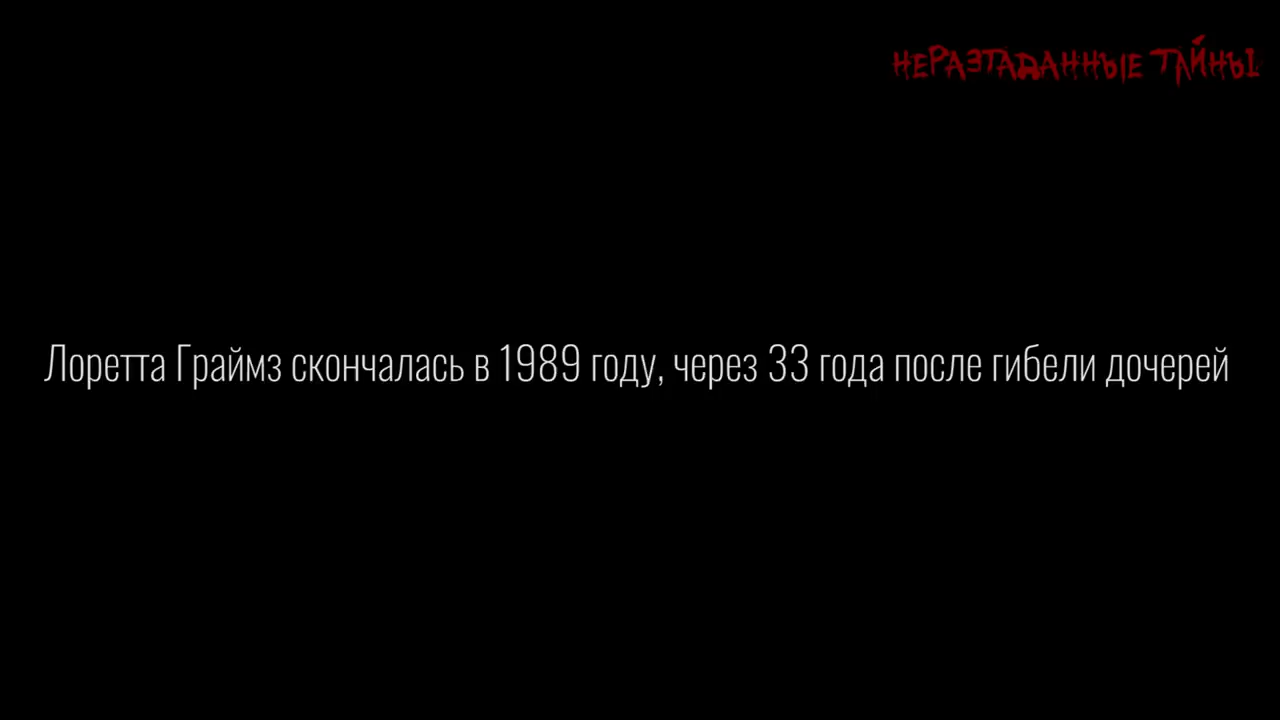 НЕРАЗГАДАННЫЕ ТАЙНЫ
Лоретта Граймз скончалась в 1989 году, через 33 года после гибели дочерей